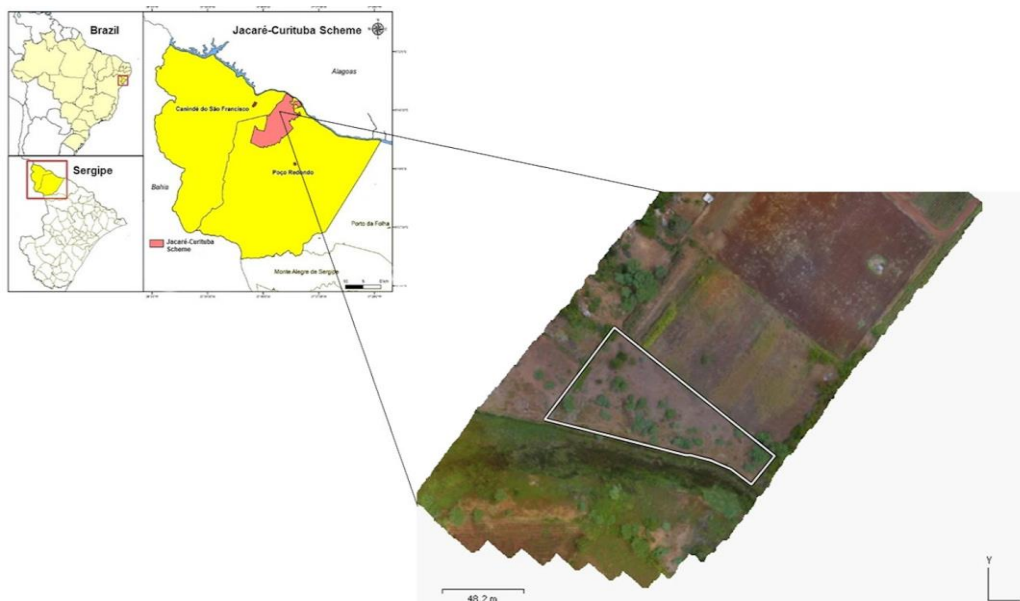 Brazil
Jacaré-Curituba Scheme
Alagoas
Canindé do São Francisco
Sergipe
Poço Redondo
Bahia
Porto da Folha
Jacaré-Curituba
Scheme
Monte Alegre de Sergipe
Y
48.2 m